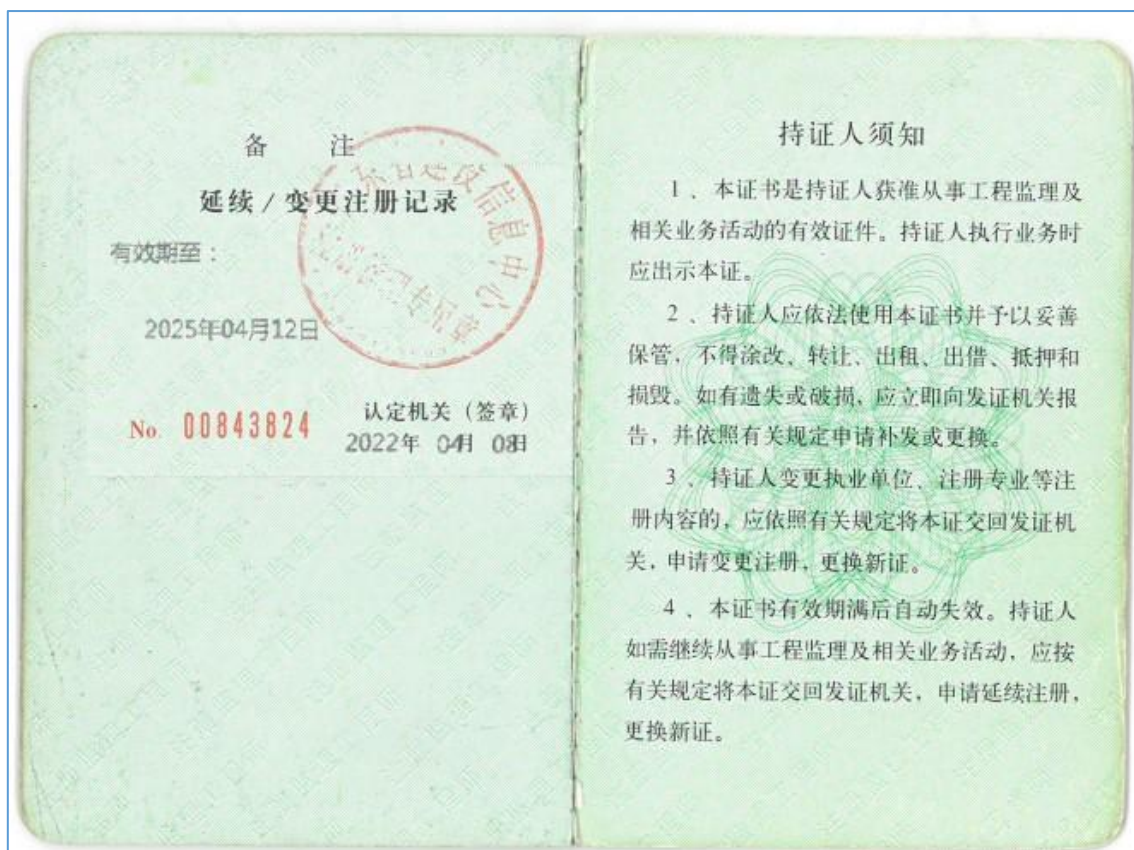 备 注
延续/变更注册记录
有效期至：
2025年04月12日
东省建设信息中心
专用章
认定机关（签章）
No. 00843824
2022年 04月 08日
持证人须知
1、本证书是持证人获准从事工程监理及
相关业务活动的有效证件。持证人执行业务时
应出示本证。
2、持证人应依法使用本证书并予以妥善
保管，不得涂改、转让、出租、出借、抵押和
损毁。如有遗失或破损，应立即向发证机关报
告，并依照有关规定申请补发或更换。
3、持证人变更执业单位、注册专业等注
册内容的，应依照有关规定将本证交回发证机
关，申请变更注册，更换新证。
4、本证书有效期满后自动失效。持证人
如需继续从事工程监理及相关业务活动，应按
有关规定将本证交回发证机关，申请延续注册，
更换新证。